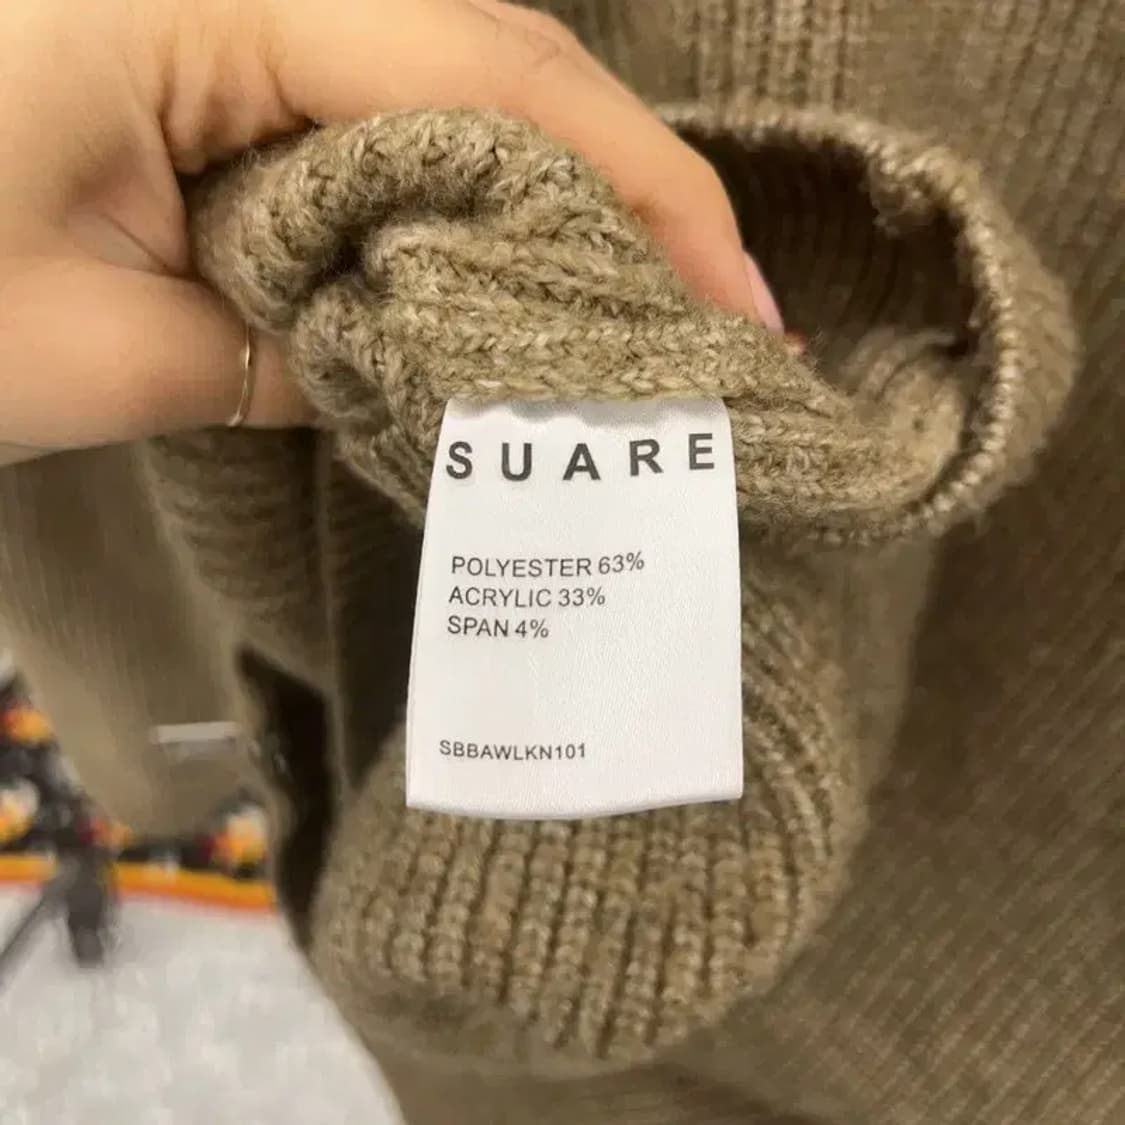 SUARE
POLYESTER 63%
ACRYLIC 33%
SPAN 4%
SBBAWLKN101